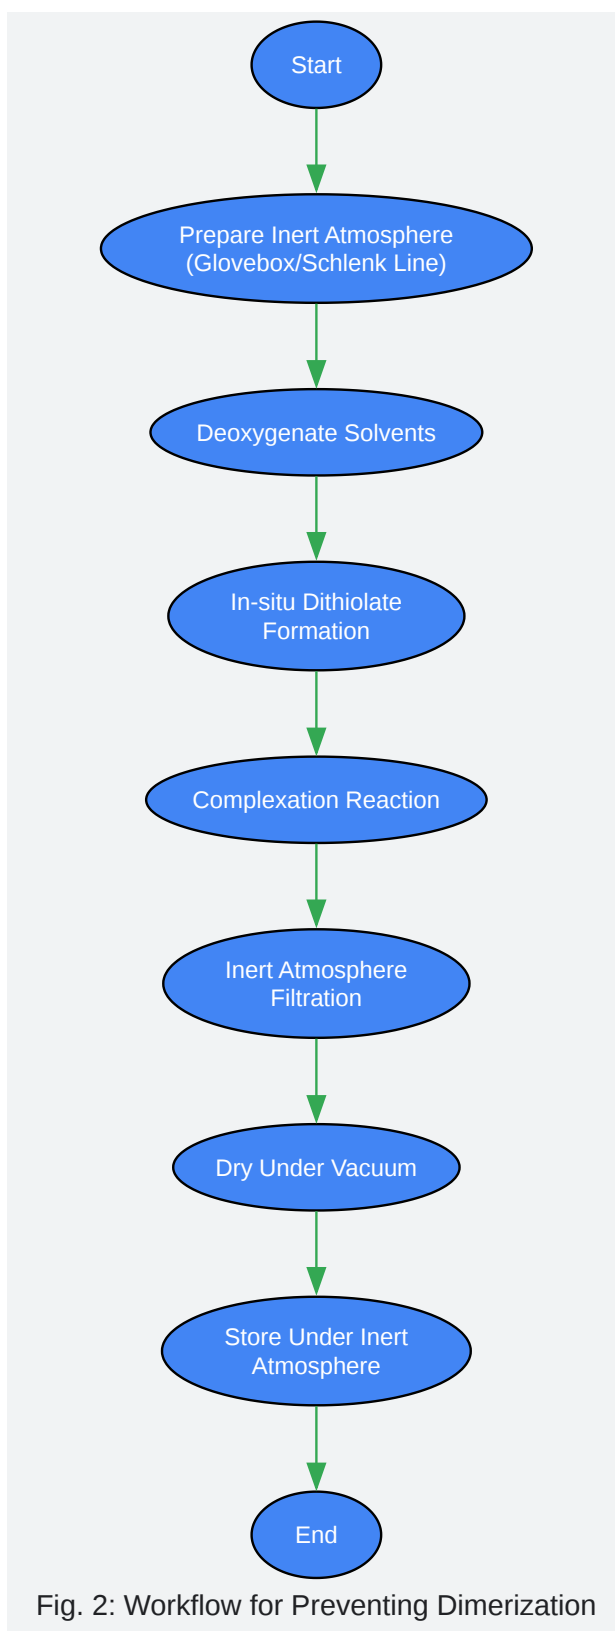 Start
Prepare Inert Atmosphere
(Glovebox/Schlenk Line)
Deoxygenate Solvents
In-situ Dithiolate
Formation
Complexation Reaction
Inert Atmosphere
Filtration
Dry Under Vacuum
Store Under Inert
Atmosphere
End
Fig. 2: Workflow for Preventing Dimerization